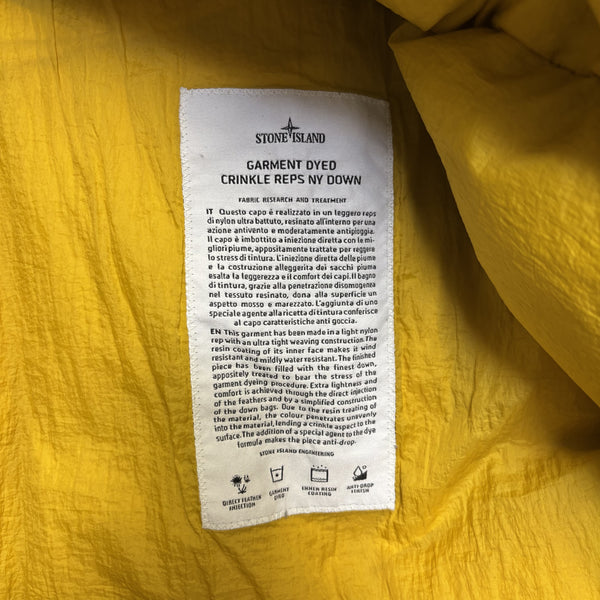 STONE ISLAND
GARMENT DYED
CRINKLE REPS NY DOWN
FABRIC RESEARCH AND TREATMENT
IT Questo capo é realizzato in un leggero reps
di nylon ultra battuto, resinato all'interno per una
azione antivento e moderatamente antipioggia.
Il capo è imbottito a iniezione diretta con le mi-
gliori piume, appositamente trattate per reggere
lo stress di tintura. L'iniezione diretta delle piume
e la costruzione alleggerita dei sacchi piuma
esalta la leggerezza e il comfort dei capi. Il bagno
di tintura, grazie alla penetrazione disomogenea
nel tessuto resinato, dona alla superficie un
aspetto mosso e marezzato. L'aggiunta di uno
speciale agente alla ricetta di tintura conferisce
al capo caratteristiche anti goccia.
EN This garment has been made in a light nylon
rep with an ultra tight weaving construction. The
resin coating of its inner face makes it wind
resistant and mildly water resistant. The finished
piece has been filled with the finest down,
appositely treated to bear the stress of the
garment dyeing procedure. Extra lightness and
comfort is achieved through the direct injection
of the feathers and by a simplified construction
of the down bags. Due to the resin treating of
the material, the colour penetrates unevenly
into the material, lending a crinkle aspect to the
surface. The addition of a special agent to the dye
formula makes the piece anti-drop.
STONE ISLAND ENGINEERING
DIRECT FEATHER
INJECTION
GARMENT
DYED
INNER RESIN
COATING
ANTI DROP
FINISH